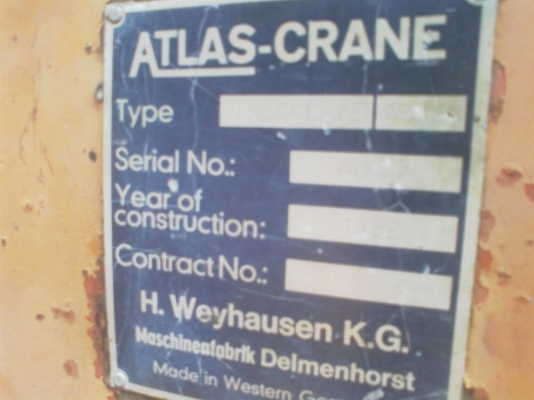 ATLAS-CRANE
Type
Serial No.:
Year of
construction:
Contract No.:
H. Weyhausen K.G.
Maschinenfabrik Delmenhorst
Made in Western